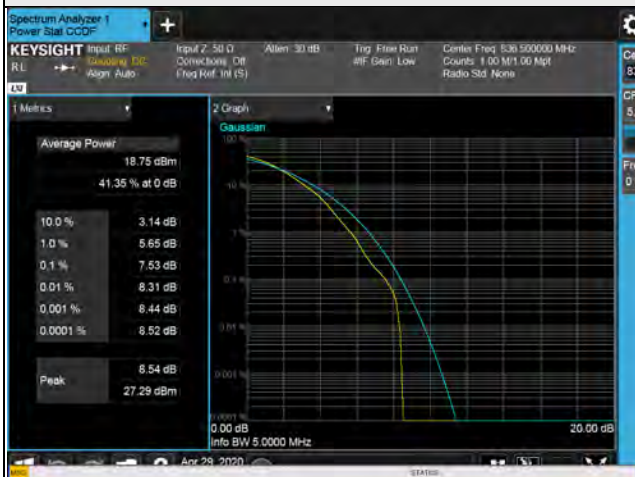 Spectrum Analyzer 1
Power Stat CCDF
KEYSIGHT
RL
Input: RF
Coupling: DC
Align: Auto
Input Z: 50 Ω
Corrections: Off
Freq Ref: Int (S)
Atten: 30 dB
Trig: Free Run
#IF Gain: Low
Center Freq: 836.500000 MHz
Counts: 1.00 M/1.00 Mpt
Radio Std: None
1 Metrics
Average Power
18.75 dBm
41.35 % at 0 dB
10.0 % 3.14 dB
1.0 % 5.65 dB
0.1 % 7.53 dB
0.01 % 8.31 dB
0.001 % 8.44 dB
0.0001 % 8.52 dB
Peak
8.54 dB
27.29 dBm
2 Graph
Gaussian
100 %
10 %
1 %
0.1 %
0.01 %
0.001 %
0.0001 %
0.00 dB
20.00 dB
Info BW 5.0000 MHz
Apr 29, 2020
MSG
STATUS